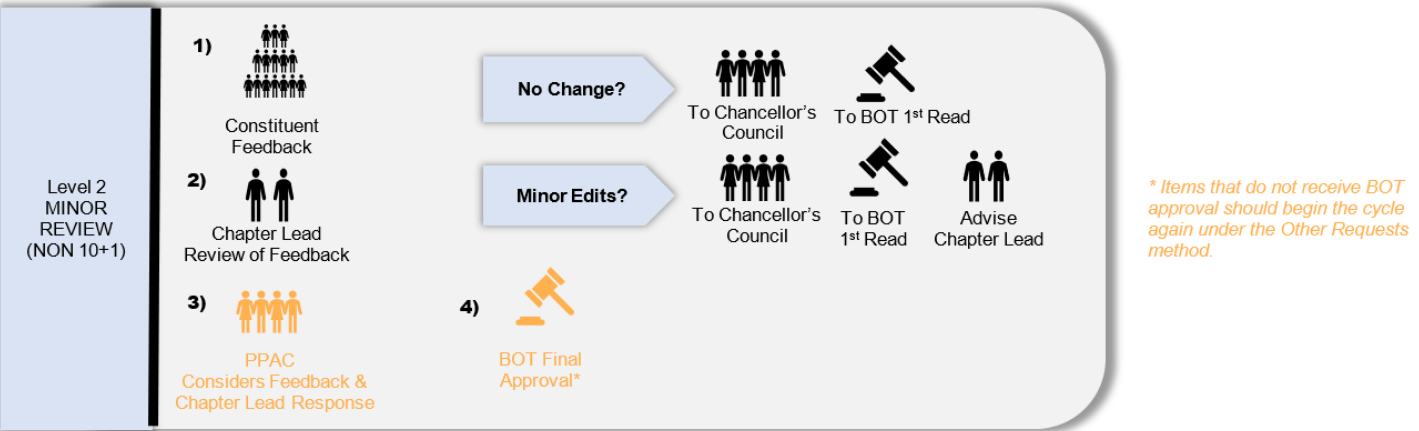 Level 2
MINOR
REVIEW
(NON 10+1)
1)
Constituent
Feedback
2)
Chapter Lead
Review of Feedback
3)
PPAC
Considers Feedback &
Chapter Lead Response
No Change?
To Chancellor's
Council
To BOT 1st Read
Minor Edits?
To Chancellor's
Council
To BOT
1st Read
Advise
Chapter Lead
4)
BOT Final
Approval*
* Items that do not receive BOT
approval should begin the cycle
again under the Other Requests
method.